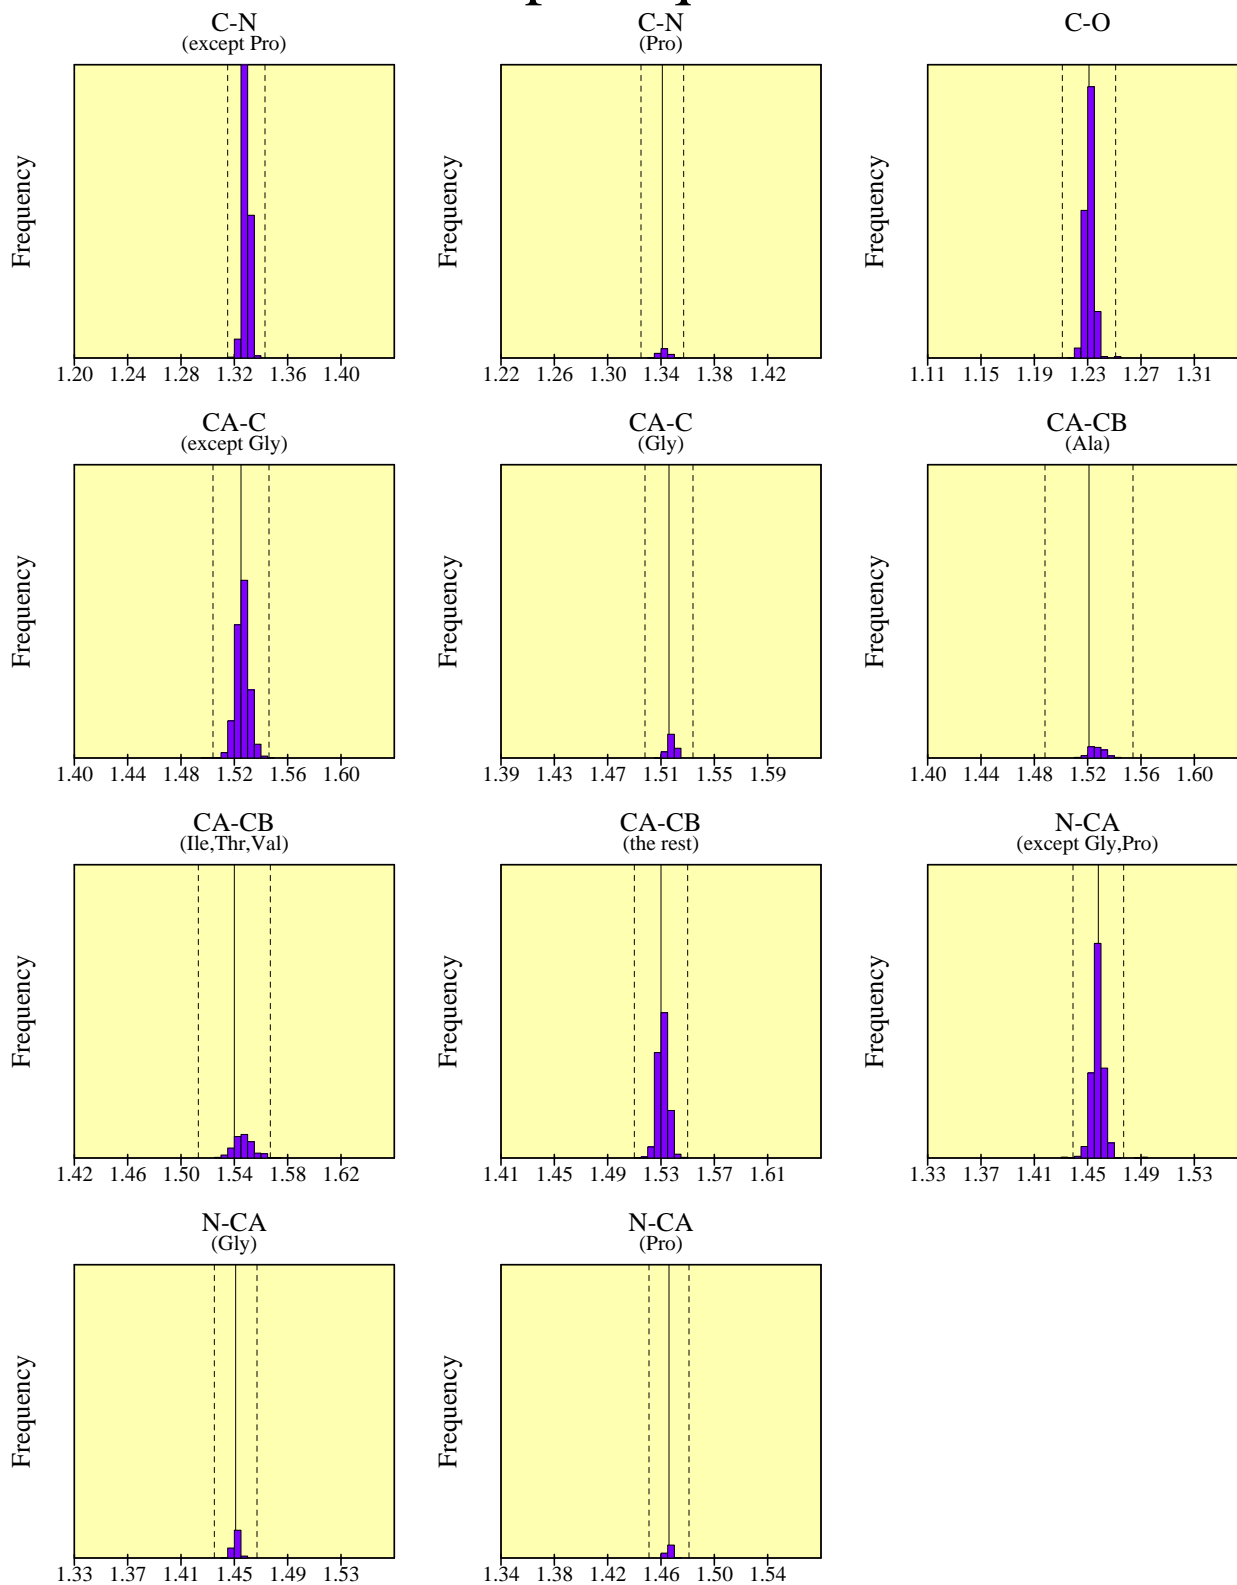 C-N
(except Pro)
C-N
(Pro)
C-O
Frequency
Frequency
Frequency
1.20 1.24 1.28 1.32 1.36 1.40
1.22 1.26 1.30 1.34 1.38 1.42
1.11 1.15 1.19 1.23 1.27 1.31
CA-C
(except Gly)
CA-C
(Gly)
CA-CB
(Ala)
Frequency
Frequency
Frequency
1.40 1.44 1.48 1.52 1.56 1.60
1.39 1.43 1.47 1.51 1.55 1.59
1.40 1.44 1.48 1.52 1.56 1.60
CA-CB
(Ile,Thr,Val)
CA-CB
(the rest)
N-CA
(except Gly,Pro)
Frequency
Frequency
Frequency
1.42 1.46 1.50 1.54 1.58 1.62
1.41 1.45 1.49 1.53 1.57 1.61
1.33 1.37 1.41 1.45 1.49 1.53
N-CA
(Gly)
N-CA
(Pro)
Frequency
Frequency
1.33 1.37 1.41 1.45 1.49 1.53
1.34 1.38 1.42 1.46 1.50 1.54